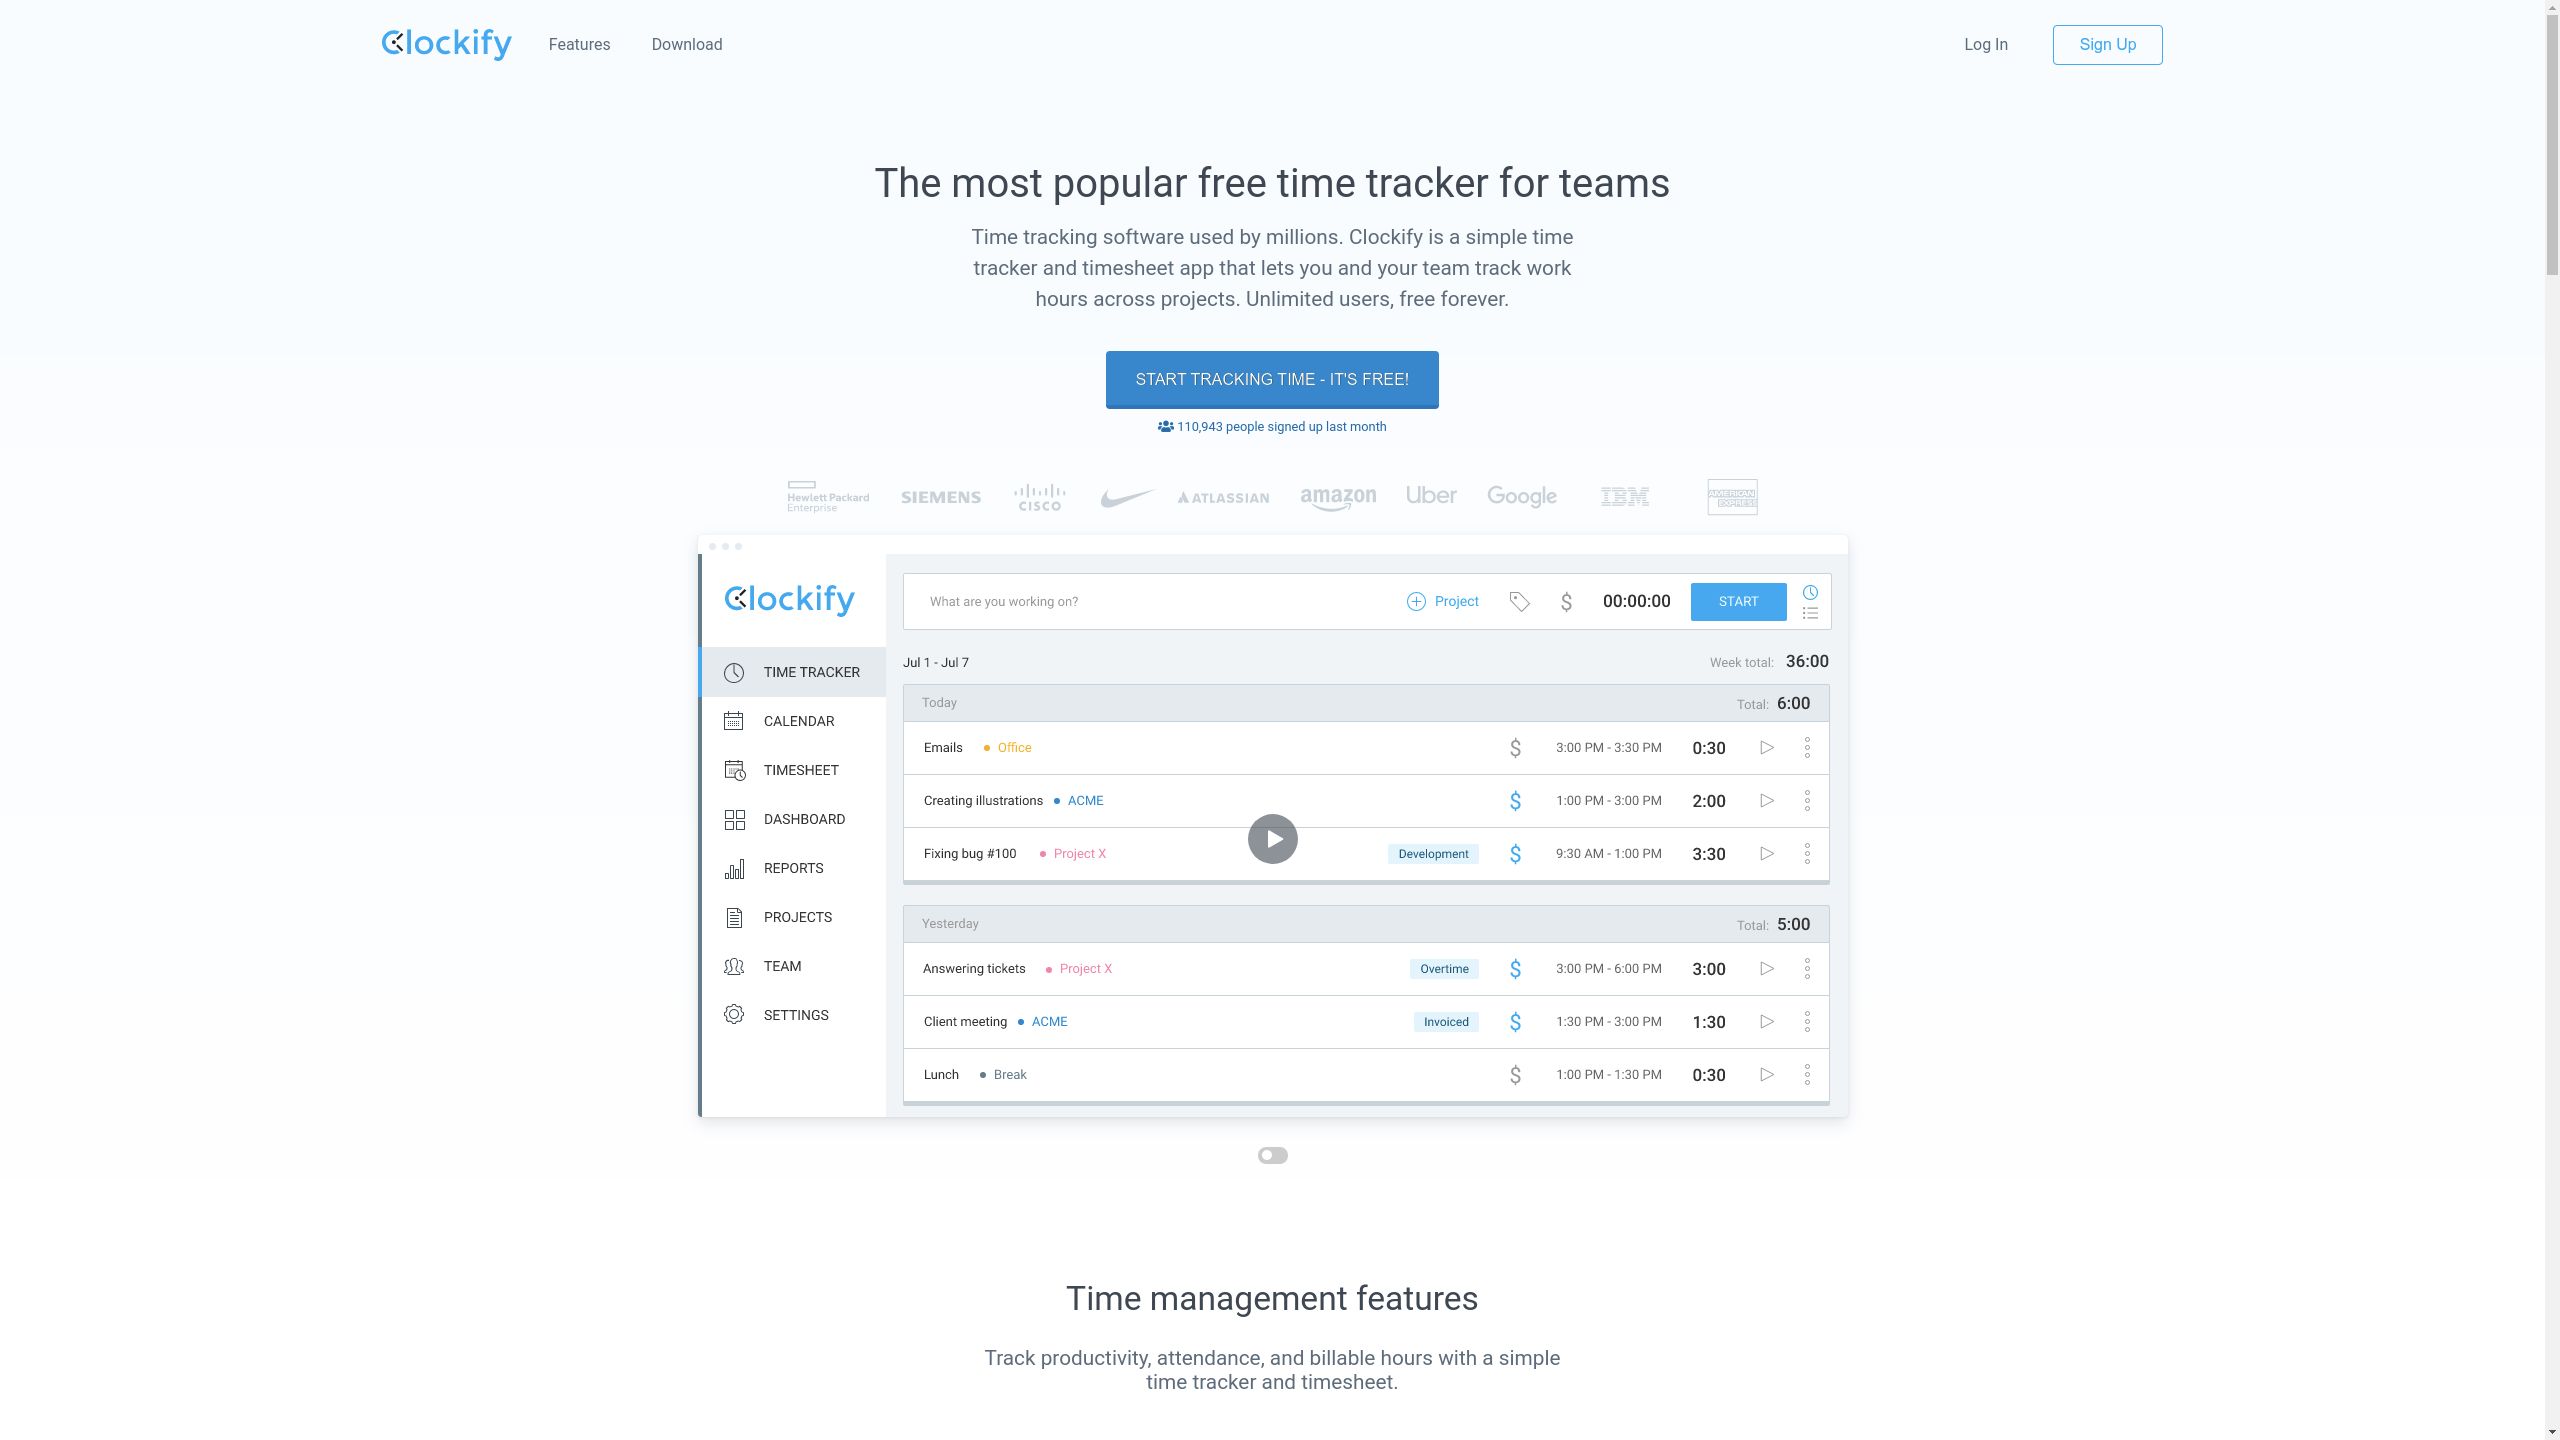 Clockify
Features
Download
Log In
Sign Up
The most popular free time tracker for teams
Time tracking software used by millions. Clockify is a simple time
tracker and timesheet app that lets you and your team track work
hours across projects. Unlimited users, free forever.
START TRACKING TIME - IT'S FREE!
110,943 people signed up last month
Hewlett Packard
Enterprise
SIEMENS
CISCO
ATLASSIAN
amazon
Uber
Google
IBM
AMERICAN
EXPRESS
Clockify
TIME TRACKER
CALENDAR
TIMESHEET
DASHBOARD
REPORTS
PROJECTS
TEAM
SETTINGS
What are you working on?
Project
$
00:00:00
START
Jul 1 - Jul 7
Week total: 36:00
Today
Total: 6:00
Emails
Office
$
3:00 PM - 3:30 PM
0:30
Creating illustrations
ACME
$
1:00 PM - 3:00 PM
2:00
Fixing bug #100
Project X
Development
$
9:30 AM - 1:00 PM
3:30
Yesterday
Total: 5:00
Answering tickets
Project X
Overtime
$
3:00 PM - 6:00 PM
3:00
Client meeting
ACME
Invoiced
$
1:30 PM - 3:00 PM
1:30
Lunch
Break
$
1:00 PM - 1:30 PM
0:30
Time management features
Track productivity, attendance, and billable hours with a simple
time tracker and timesheet.